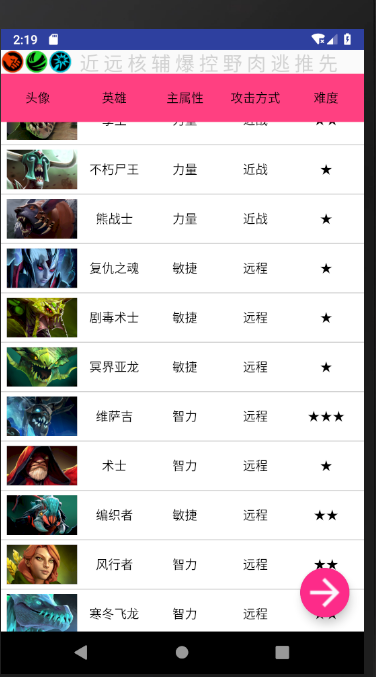 2:19
近 远 核 辅 爆 控 野 肉 逃 推 先
头像 英雄 主属性 攻击方式 难度
力量 近战 ★★
不朽尸王 力量 近战 ★
熊战士 力量 近战 ★
复仇之魂 敏捷 远程 ★
剧毒术士 敏捷 远程 ★
冥界亚龙 敏捷 远程 ★
维萨吉 智力 远程 ★★★
术士 智力 远程 ★
编织者 敏捷 远程 ★★
风行者 智力 远程 ★★
寒冬飞龙 智力 远程